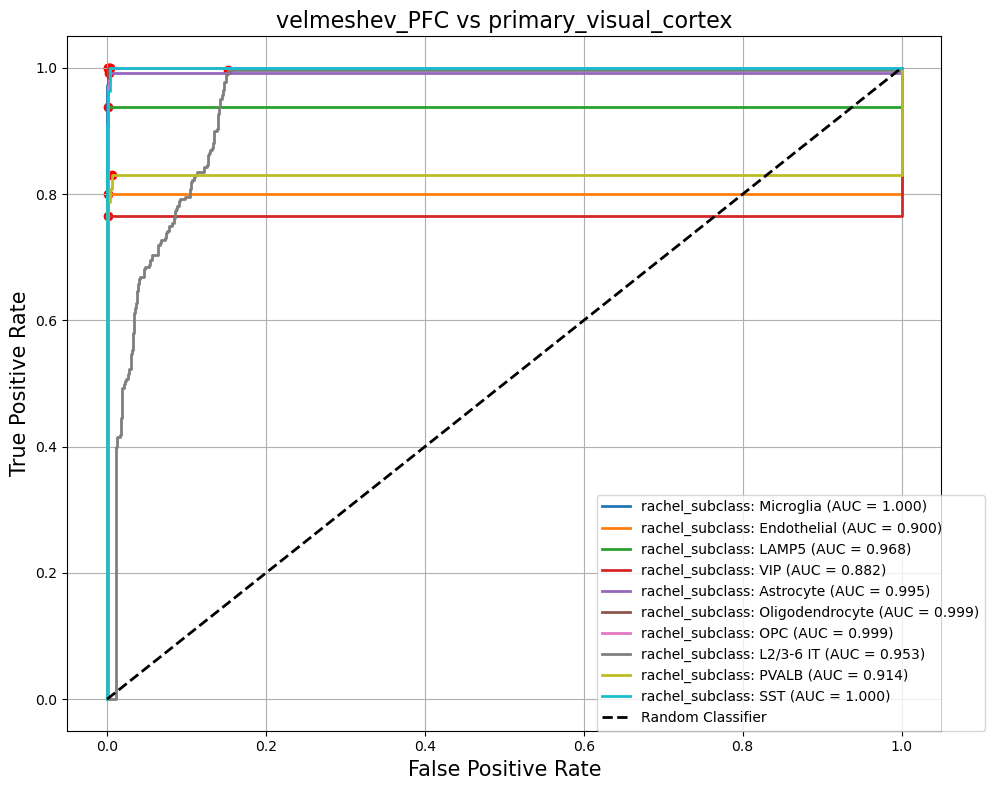 velmeshev_PFC vs primary_visual_cortex
True Positive Rate
1.0
0.8
0.6
0.4
0.2
0.0
0.0 0.2 0.4 0.6 0.8 1.0
False Positive Rate
rachel_subclass: Microglia (AUC = 1.000)
rachel_subclass: Endothelial (AUC = 0.900)
rachel_subclass: LAMP5 (AUC = 0.968)
rachel_subclass: VIP (AUC = 0.882)
rachel_subclass: Astrocyte (AUC = 0.995)
rachel_subclass: Oligodendrocyte (AUC = 0.999)
rachel_subclass: OPC (AUC = 0.999)
rachel_subclass: L2/3-6 IT (AUC = 0.953)
rachel_subclass: PVALB (AUC = 0.914)
rachel_subclass: SST (AUC = 1.000)
Random Classifier